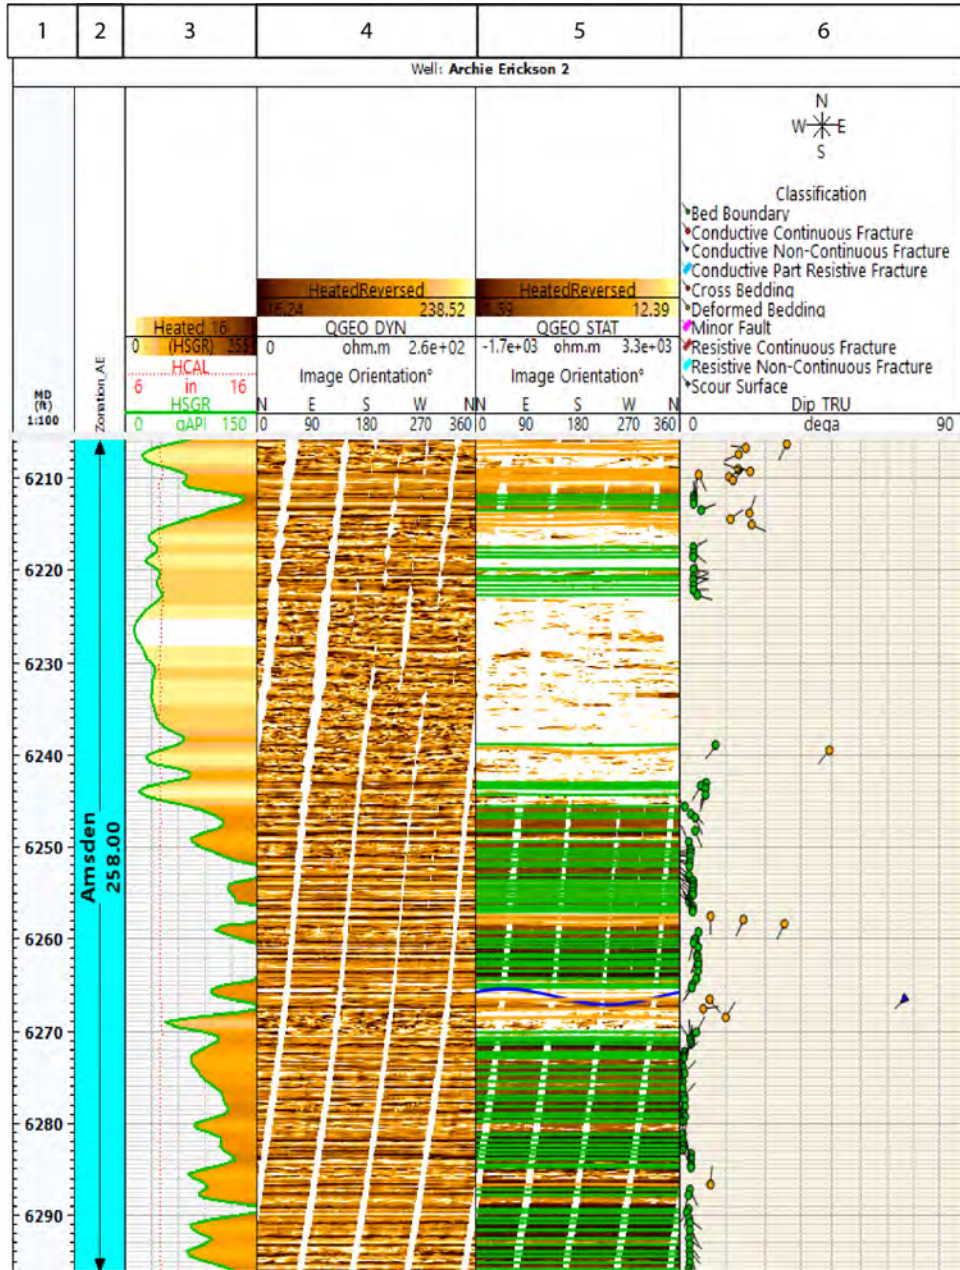 1 2 3 4 5 6
Well: Archie Erickson 2
N
W E
S
Classification
Bed Boundary
Conductive Continuous Fracture
Conductive Non-Continuous Fracture
Conductive Part Resistive Fracture
Cross Bedding
Deformed Bedding
Minor Fault
Resistive Continuous Fracture
Resistive Non-Continuous Fracture
Scour Surface
HeatedReversed HeatedReversed
16.24 238.52 12.39
Heated 16 QGEO DYN QGEO STAT
0 (HSGR) 255 0 ohm.m 2.6e+02 -1.7e+03 ohm.m 3.3e+03
HCAL Image Orientation° Image Orientation°
6 in 16
MD
(ft)
1:100
Zonation_AE
HSGR N E S W N N E S W N Dip TRU
0 gAPI 150 0 90 180 270 360 0 90 180 270 360 0 dega 90
6210
6220
6230
6240
6250
Amsden
258.00
6260
6270
6280
6290